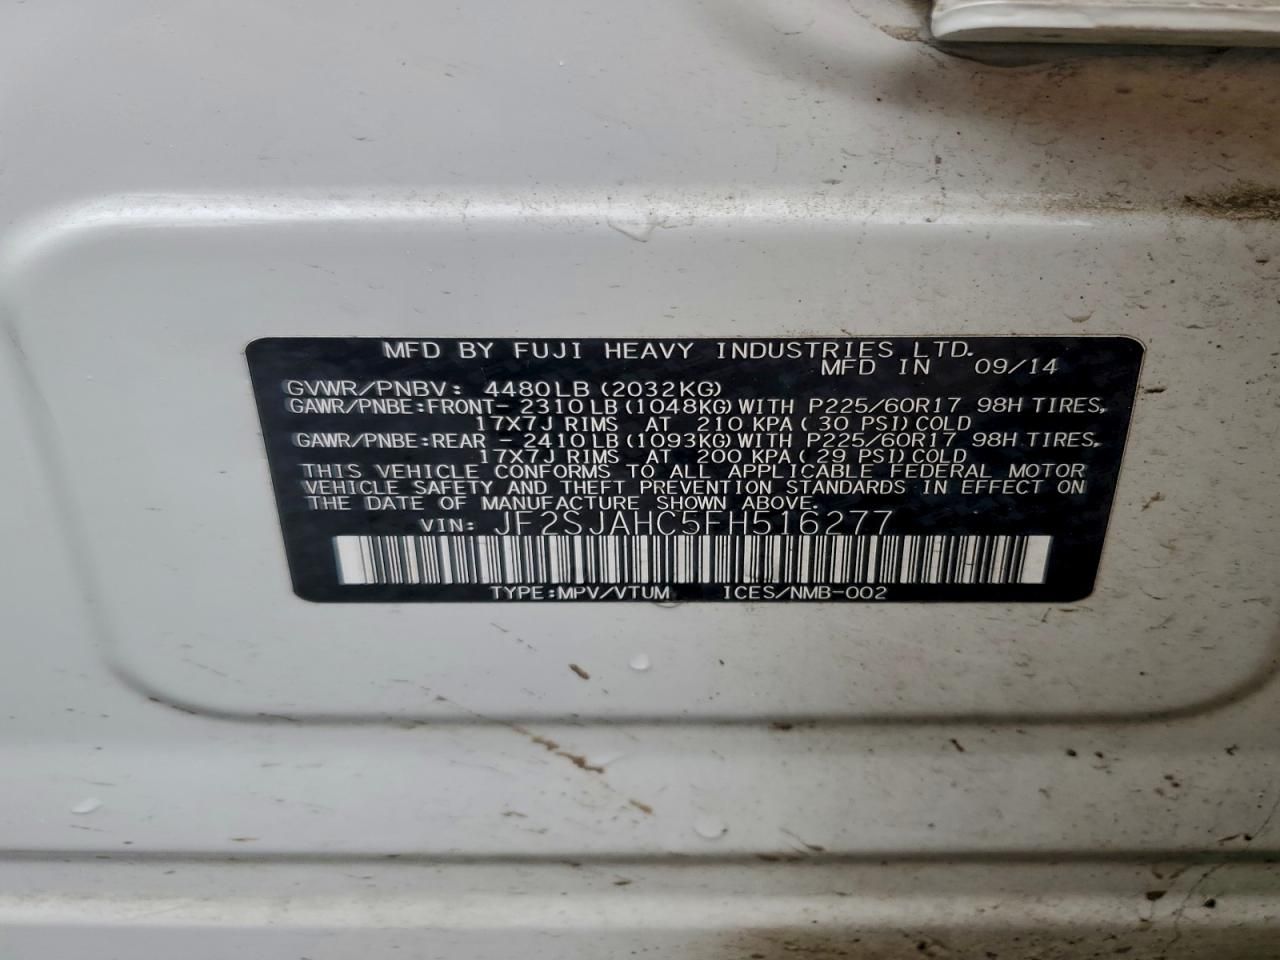 MFD BY FUJI HEAVY INDUSTRIES LTD.
MFD IN 09/14
GVWR/PNBV: 4480LB (2032KG)
GAWR/PNBE:FRONT- 2310LB (1048KG) WITH P225/60R17 98H TIRES,
17X7J RIMS AT 210 KPA (30 PSI) COLD
GAWR/PNBE:REAR - 2410LB (1093KG) WITH P225/60R17 98H TIRES,
17X7J RIMS AT 200 KPA (29 PSI) COLD
THIS VEHICLE CONFORMS TO ALL APPLICABLE FEDERAL MOTOR
VEHICLE SAFETY AND THEFT PREVENTION STANDARDS IN EFFECT ON
THE DATE OF MANUFACTURE SHOWN ABOVE.
VIN: JF2SJAHC5FH516277
TYPE:MPV/VTUM ICES/NMB-002